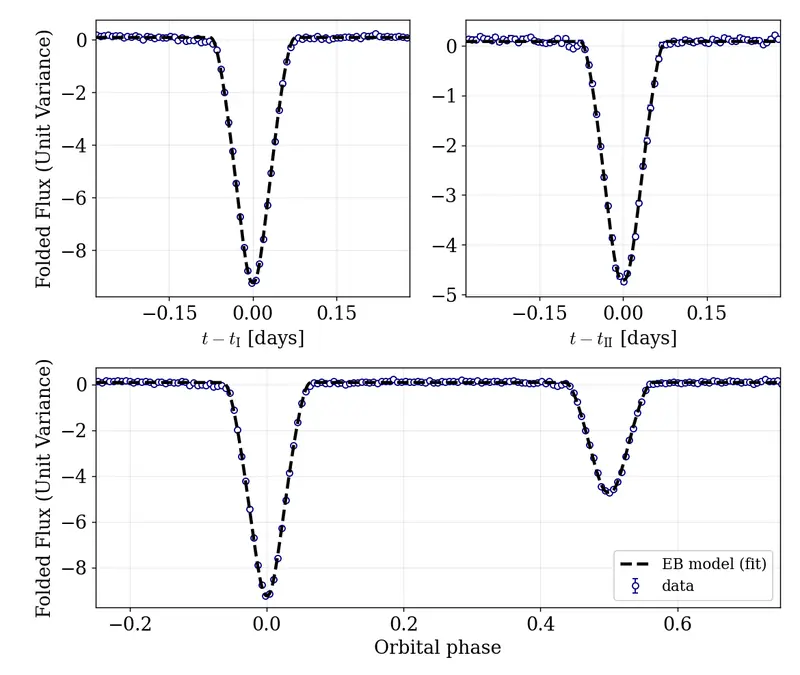 Folded Flux (Unit Variance)
0
−2
−4
−6
−8
−0.15 0.00 0.15
t − t_I [days]
0
−1
−2
−3
−4
−5
−0.15 0.00 0.15
t − t_II [days]
Folded Flux (Unit Variance)
0
−2
−4
−6
−8
EB model (fit)
data
−0.2 0.0 0.2 0.4 0.6
Orbital phase